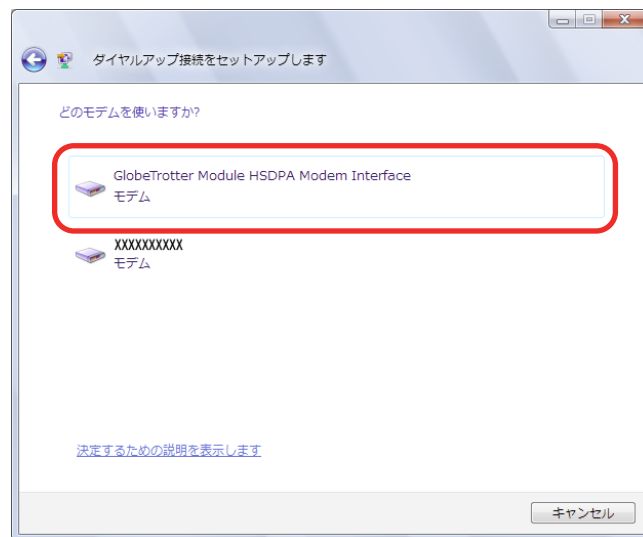 ダイヤルアップ接続をセットアップします
どのモデムを使いますか?
GlobeTrotter Module HSDPA Modem Interface
モデム
XXXXXXXXXX
モデム
決定するための説明を表示します
キャンセル